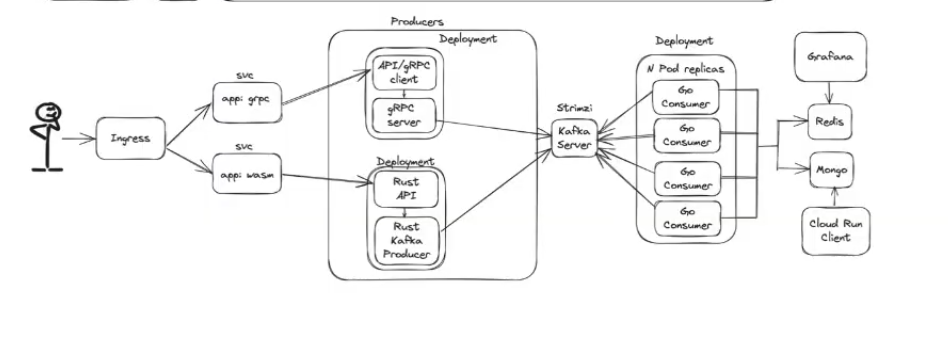 Producers
Deployment
Deployment
API/gRPC
client
N Pod replicas
Grafana
svc
app: grpc
gRPC
server
Go
Consumer
Strimzi
Kafka
Server
Go
Consumer
Redis
Ingress
svc
app: wasm
Deployment
Rust
API
Go
Consumer
Mongo
Rust
Kafka
Producer
Go
Consumer
Cloud Run
Client